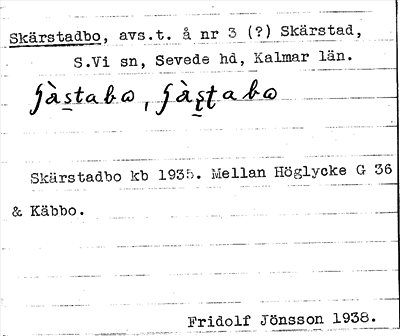 Skärstadbo, avs.t. å nr 3 (?) Skärstad,
S.Vi sn, Sevede hd, Kalmar län.
Skärstadbo kb 1935. Mellan Höglycke G 36
& Käbbo.
Fridolf Jönsson 1938.